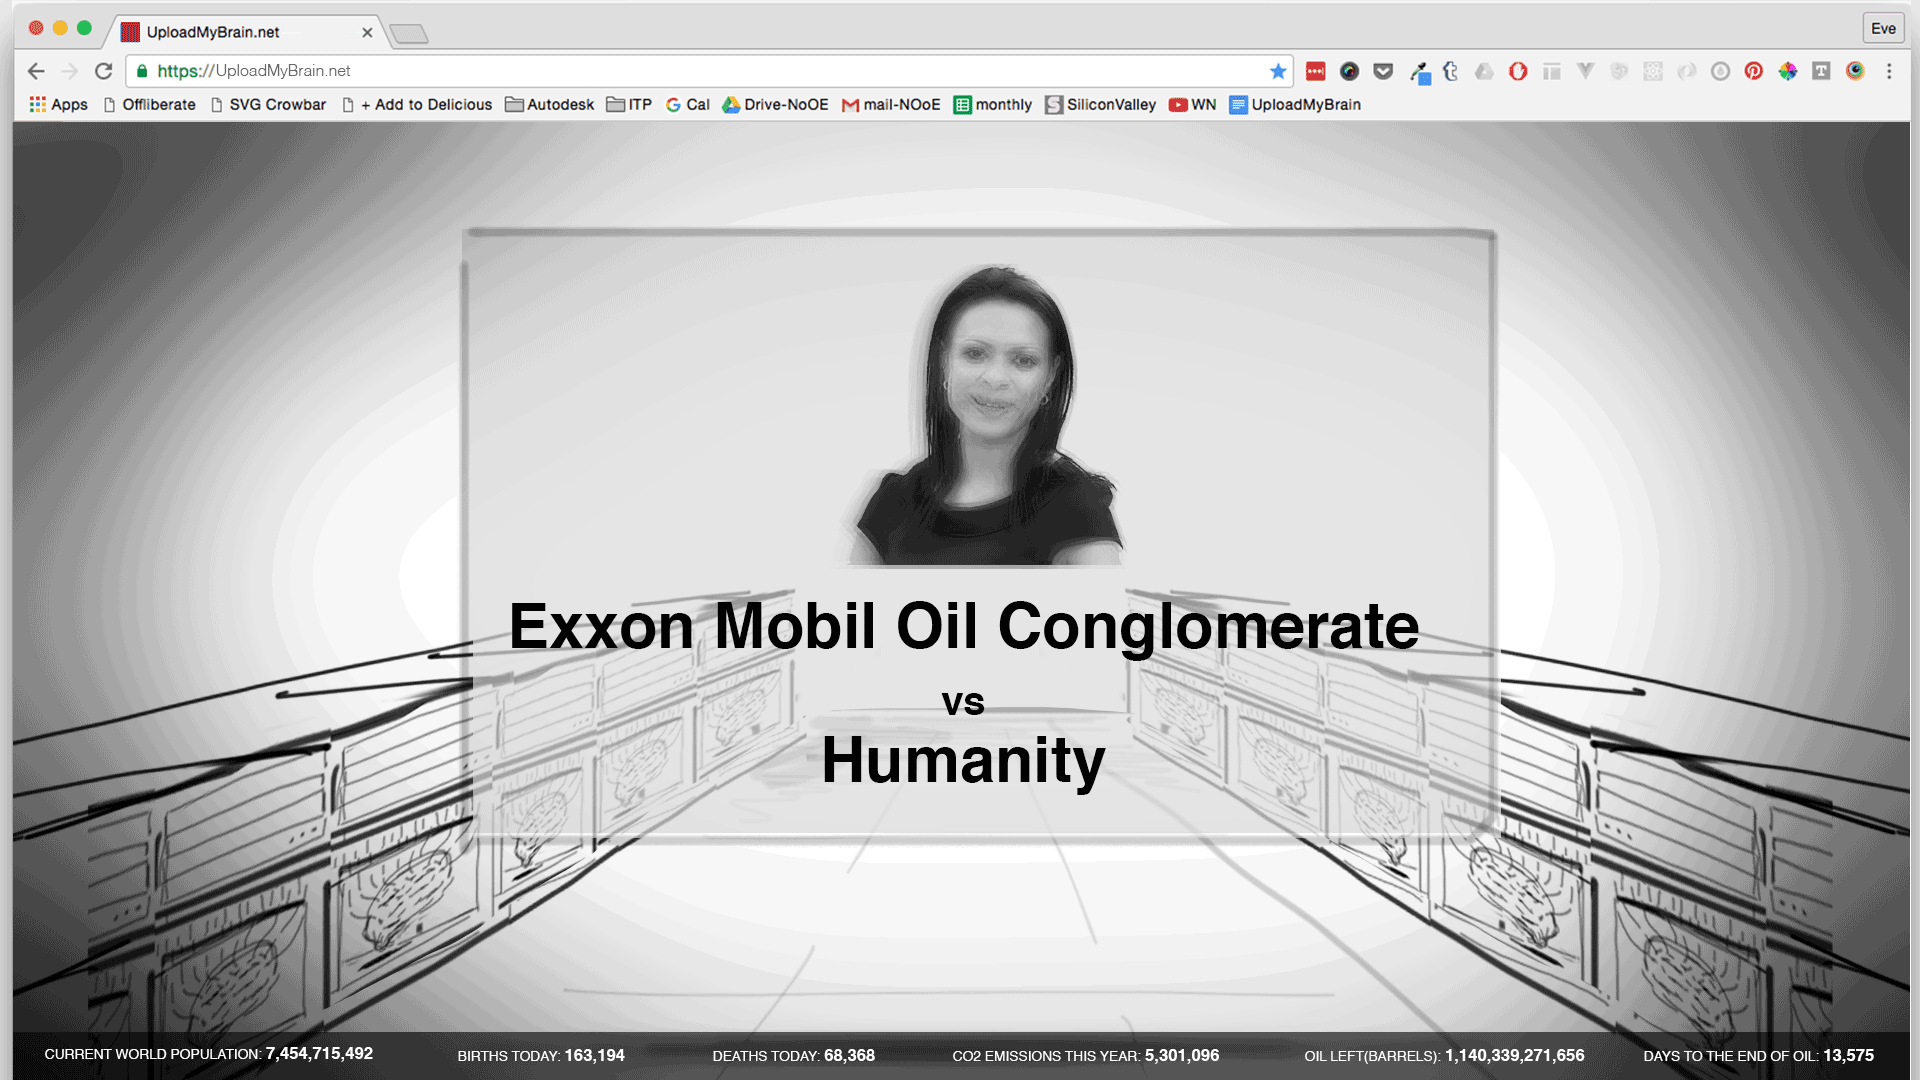 UploadMyBrain.net
Eve
https://UploadMyBrain.net
Apps Offliberate SVG Crowbar + Add to Delicious Autodesk ITP Cal Drive-NoOE mail-NOoE monthly SiliconValley WN UploadMyBrain
Exxon Mobil Oil Conglomerate
vs
Humanity
CURRENT WORLD POPULATION: 7,454,715,492 BIRTHS TODAY: 163,194 DEATHS TODAY: 68,368 CO2 EMISSIONS THIS YEAR: 5,301,096 OIL LEFT(BARRELS): 1,140,339,271,656 DAYS TO THE END OF OIL: 13,575